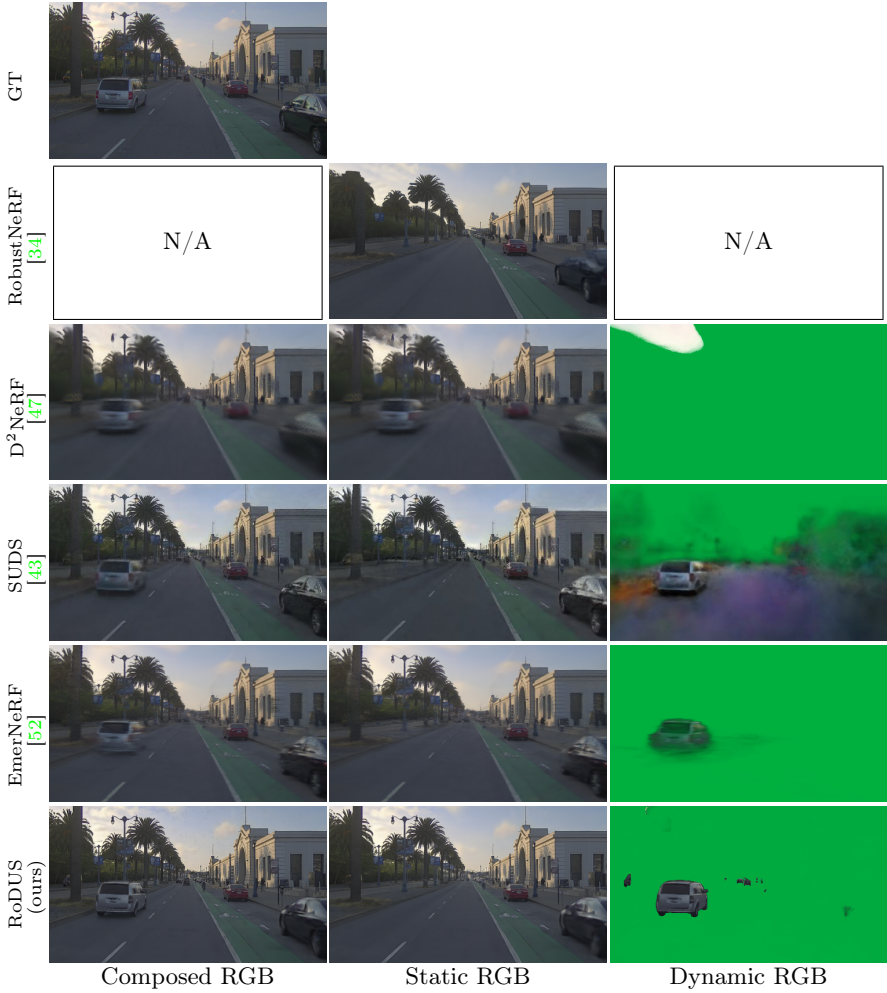 GT
RobustNeRF
[34]
N/A
N/A
D²NeRF
[47]
SUDS
[43]
EmerNeRF
[52]
RoDUS
(ours)
Composed RGB
Static RGB
Dynamic RGB